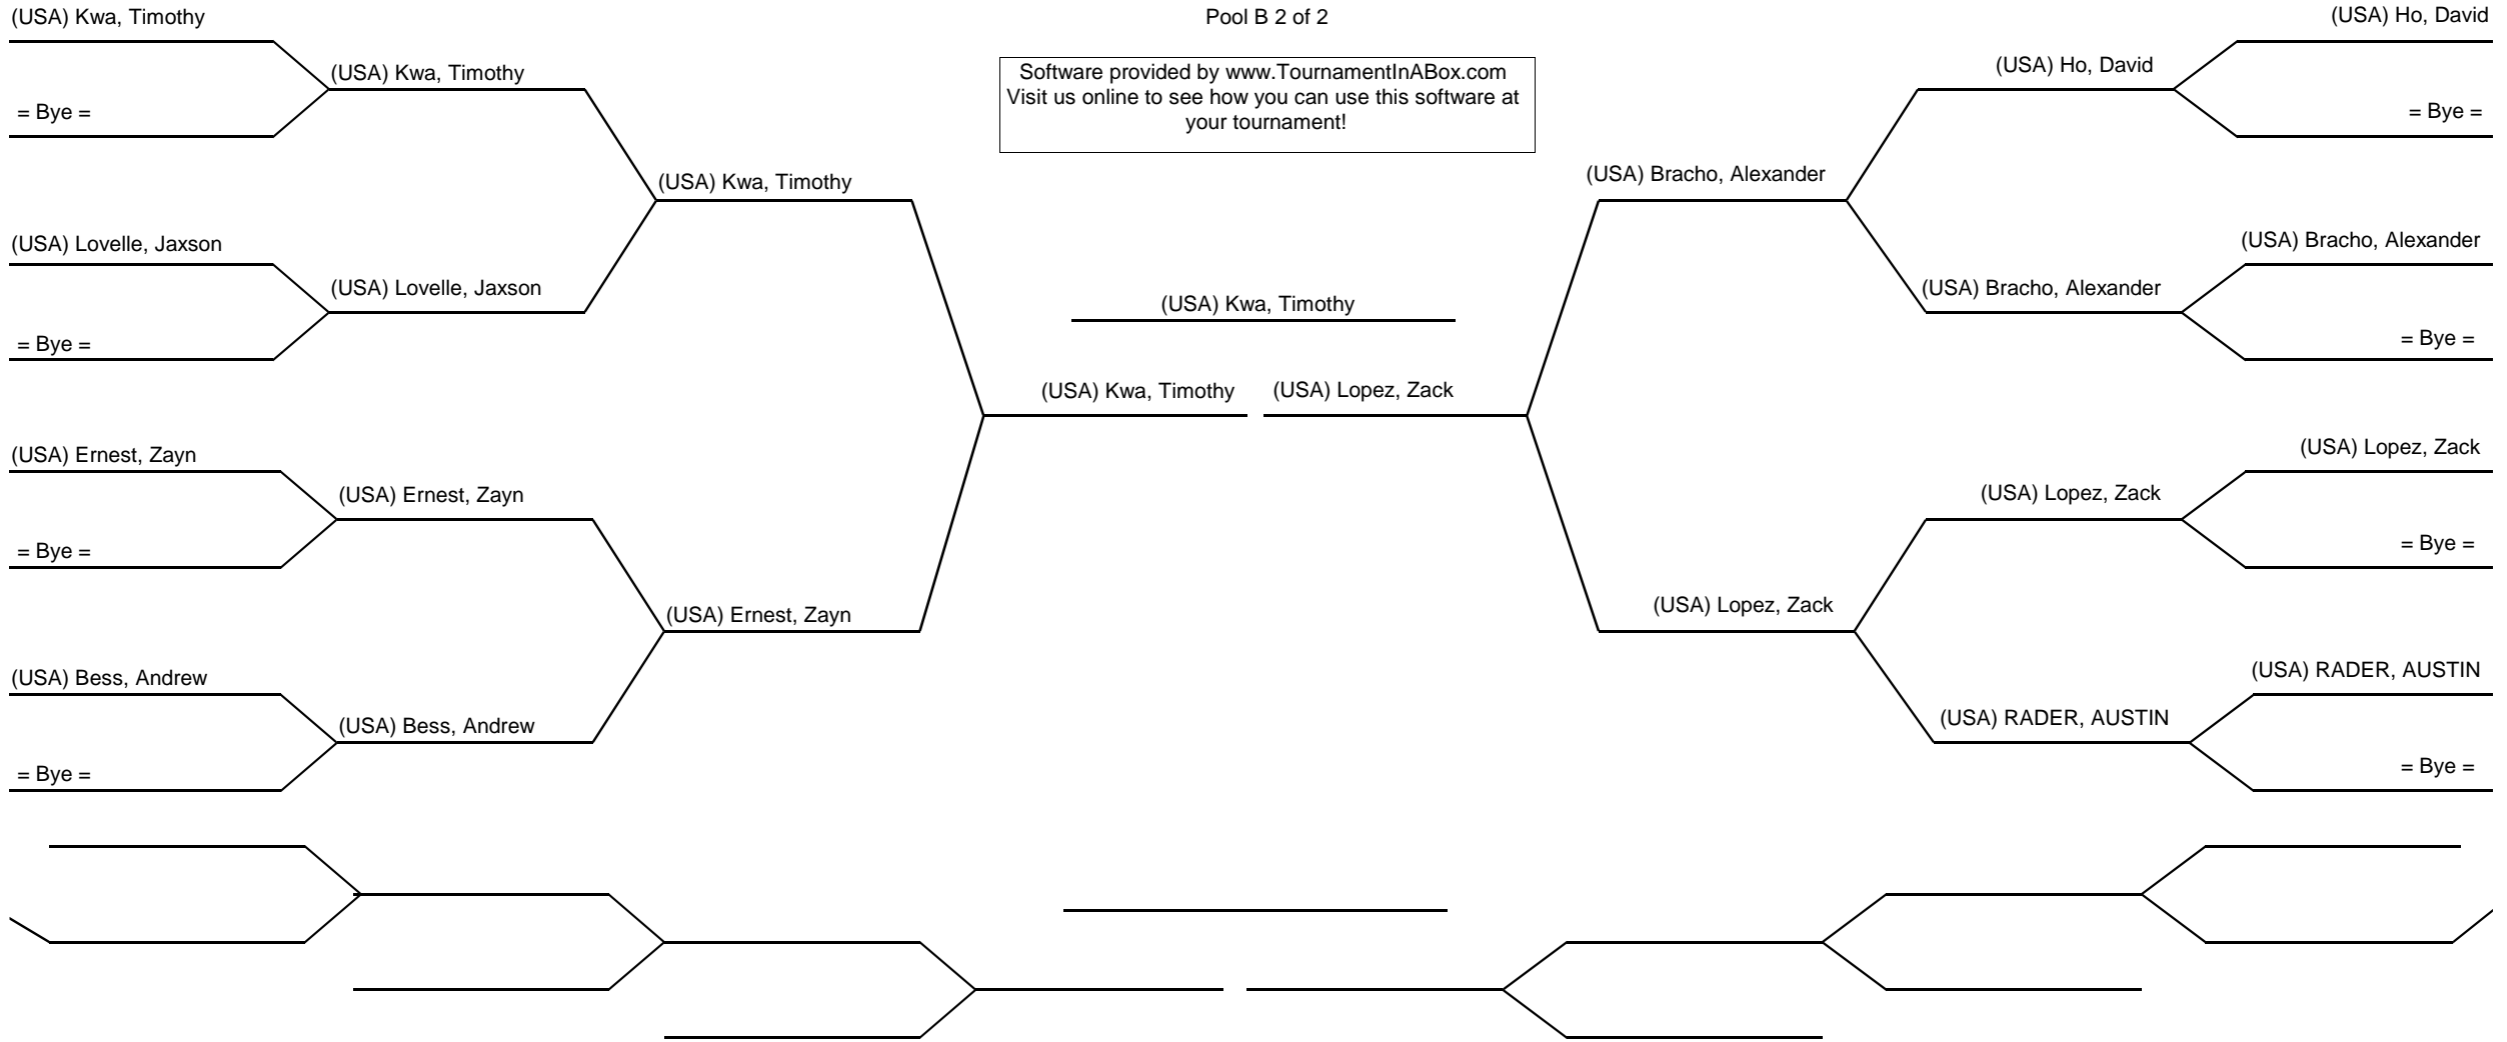 (USA) Kwa, Timothy
= Bye =
(USA) Lovelle, Jaxson
= Bye =
(USA) Ernest, Zayn
= Bye =
(USA) Bess, Andrew
= Bye =
(USA) Kwa, Timothy
(USA) Lovelle, Jaxson
(USA) Ernest, Zayn
(USA) Bess, Andrew
(USA) Kwa, Timothy
(USA) Ernest, Zayn
Pool B 2 of 2
Software provided by www.TournamentInABox.com
Visit us online to see how you can use this software at
your tournament!
(USA) Kwa, Timothy
(USA) Kwa, Timothy
(USA) Lopez, Zack
(USA) Bracho, Alexander
(USA) Lopez, Zack
(USA) Ho, David
(USA) Bracho, Alexander
(USA) Lopez, Zack
(USA) RADER, AUSTIN
(USA) Ho, David
= Bye =
(USA) Bracho, Alexander
= Bye =
(USA) Lopez, Zack
= Bye =
(USA) RADER, AUSTIN
= Bye =